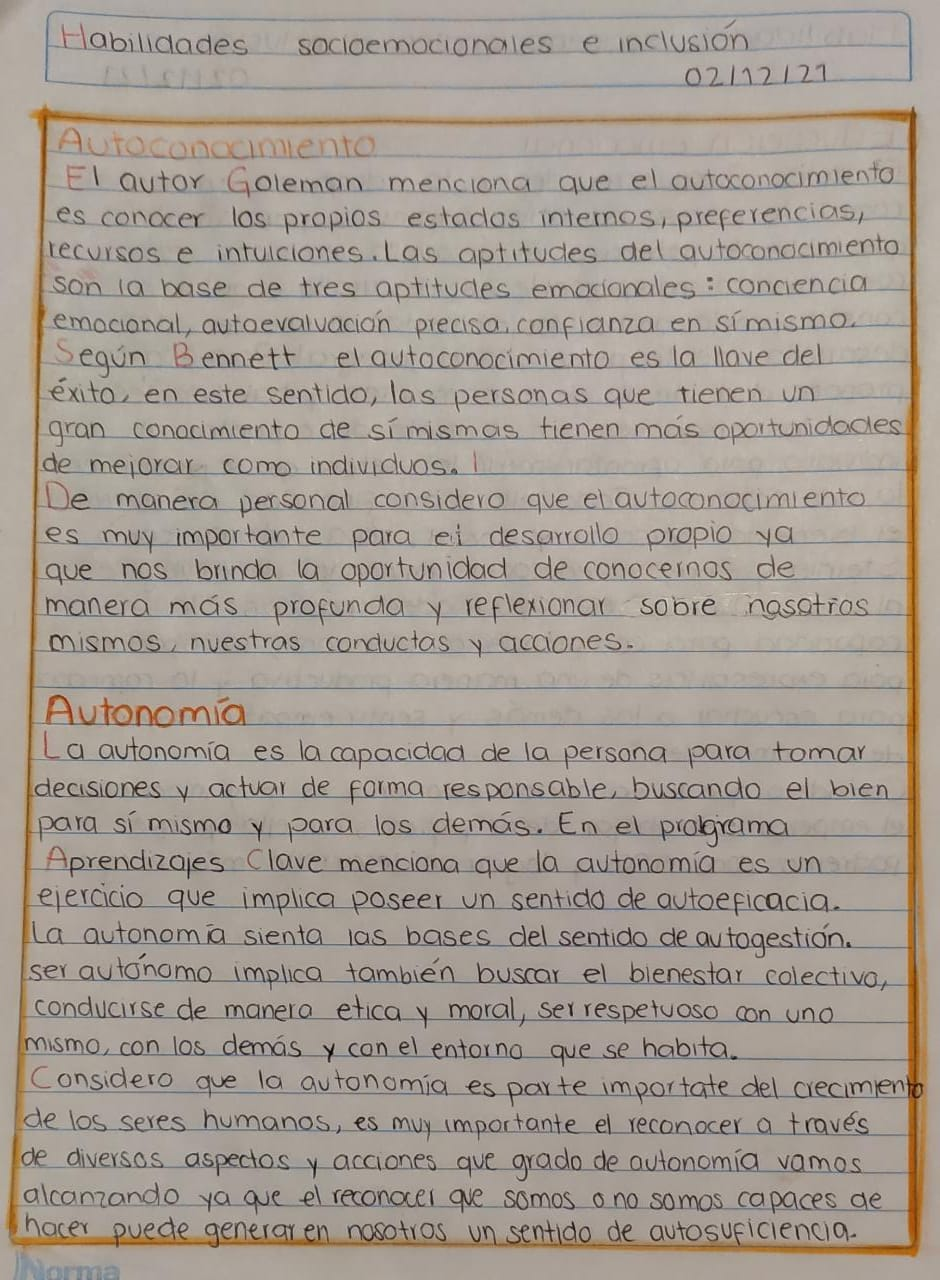 Habilidades socioemocionales e inclusión
02/12/21
Autoconocimiento
El autor Goleman menciona que el autoconocimiento
es conocer los propios estados internos, preferencias,
recursos e intuiciones. Las aptitudes del autoconocimiento
son la base de tres aptitudes emocionales: conciencia
emocional, autoevaluación precisa, confianza en sí mismo.
Según Bennett el autoconocimiento es la llave del
éxito, en este sentido, las personas que tienen un
gran conocimiento de sí mismas tienen más oportunidades
de mejorar como individuos.
De manera personal considero que el autoconocimiento
es muy importante para el desarrollo propio ya
que nos brinda la oportunidad de conocernos de
manera más profunda y reflexionar sobre nosotros
mismos, nuestras conductas y acciones.
Autonomía
La autonomía es la capacidad de la persona para tomar
decisiones y actuar de forma responsable, buscando el bien
para sí mismo y para los demás. En el programa
Aprendizajes Clave menciona que la autonomía es un
ejercicio que implica poseer un sentido de autoeficacia.
La autonomía sienta las bases del sentido de autogestión.
ser autónomo implica también buscar el bienestar colectivo,
conducirse de manera etica y moral, ser respetuoso con uno
mismo, con los demás y con el entorno que se habita.
Considero que la autonomía es parte importate del crecimiento
de los seres humanos, es muy importante el reconocer a través
de diversos aspectos y acciones que grado de autonomía vamos
alcanzando ya que el reconocer que somos o no somos capaces de
hacer puede generar en nosotros un sentido de autosuficiencia.
Norma